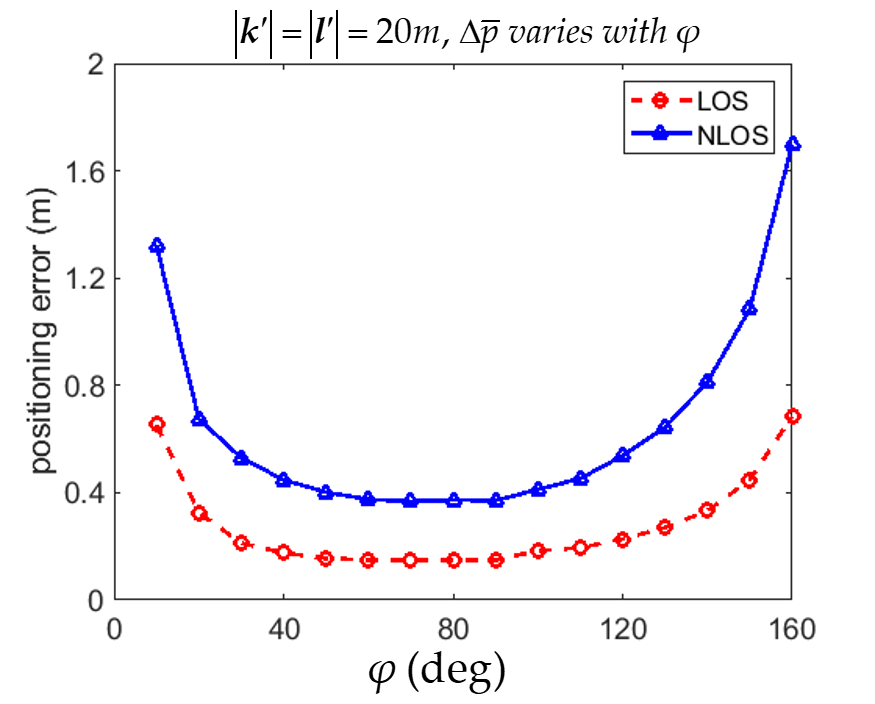 |k′| = |l′| = 20m, Δp̅ varies with φ
2
1.6
1.2
0.8
0.4
0
positioning error (m)
LOS
NLOS
0
40
80
120
160
φ (deg)